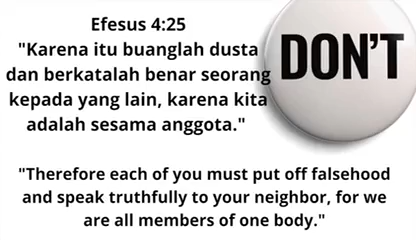 Efesus 4:25
"Karena itu buanglah dusta
dan berkatalah benar seorang
kepada yang lain, karena kita
adalah sesama anggota."
DON'T
"Therefore each of you must put off falsehood
and speak truthfully to your neighbor, for we
are all members of one body."